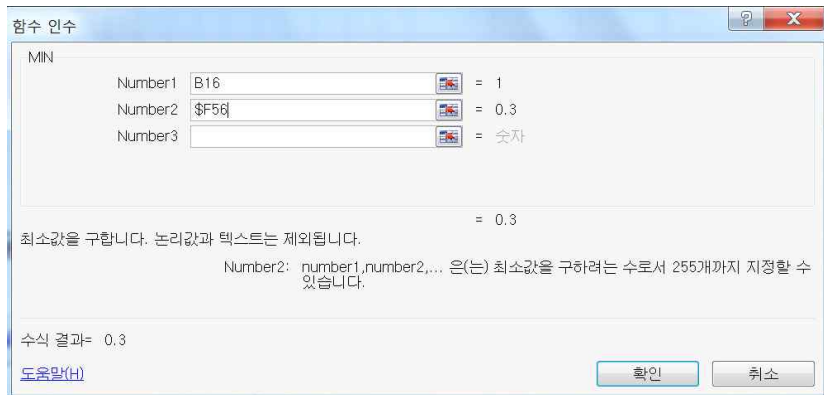 함수 인수
MIN
Number1 B16 = 1
Number2 $F56 = 0.3
Number3 = 숫자
= 0.3
최소값을 구합니다. 논리값과 텍스트는 제외됩니다.
Number2: number1,number2,... 은(는) 최소값을 구하려는 수로서 255개까지 지정할 수
있습니다.
수식 결과= 0.3
도움말(H)
확인 취소